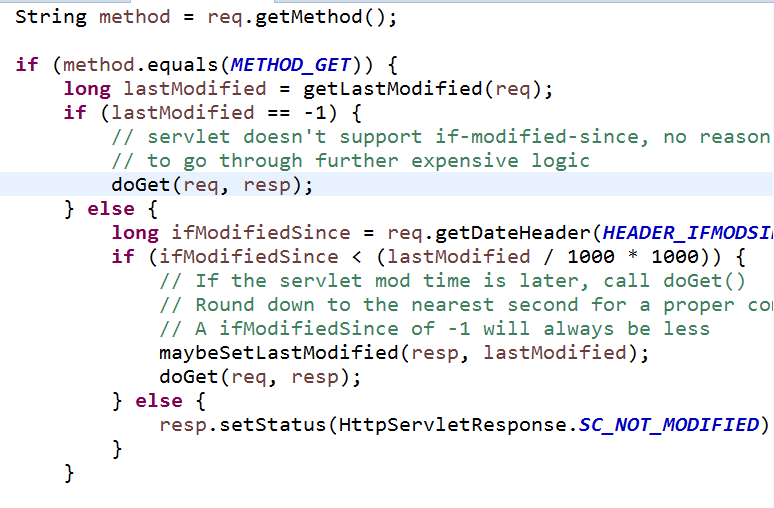 String method = req.getMethod();
if (method.equals(METHOD_GET)) {
long lastModified = getLastModified(req);
if (lastModified == -1) {
// servlet doesn't support if-modified-since, no reason
// to go through further expensive logic
doGet(req, resp);
} else {
long ifModifiedSince = req.getDateHeader(HEADER_IFMODSI
if (ifModifiedSince < (lastModified / 1000 * 1000)) {
// If the servlet mod time is later, call doGet()
// Round down to the nearest second for a proper co
// A ifModifiedSince of -1 will always be less
maybeSetLastModified(resp, lastModified);
doGet(req, resp);
} else {
resp.setStatus(HttpServletResponse.SC_NOT_MODIFIED)
}
}